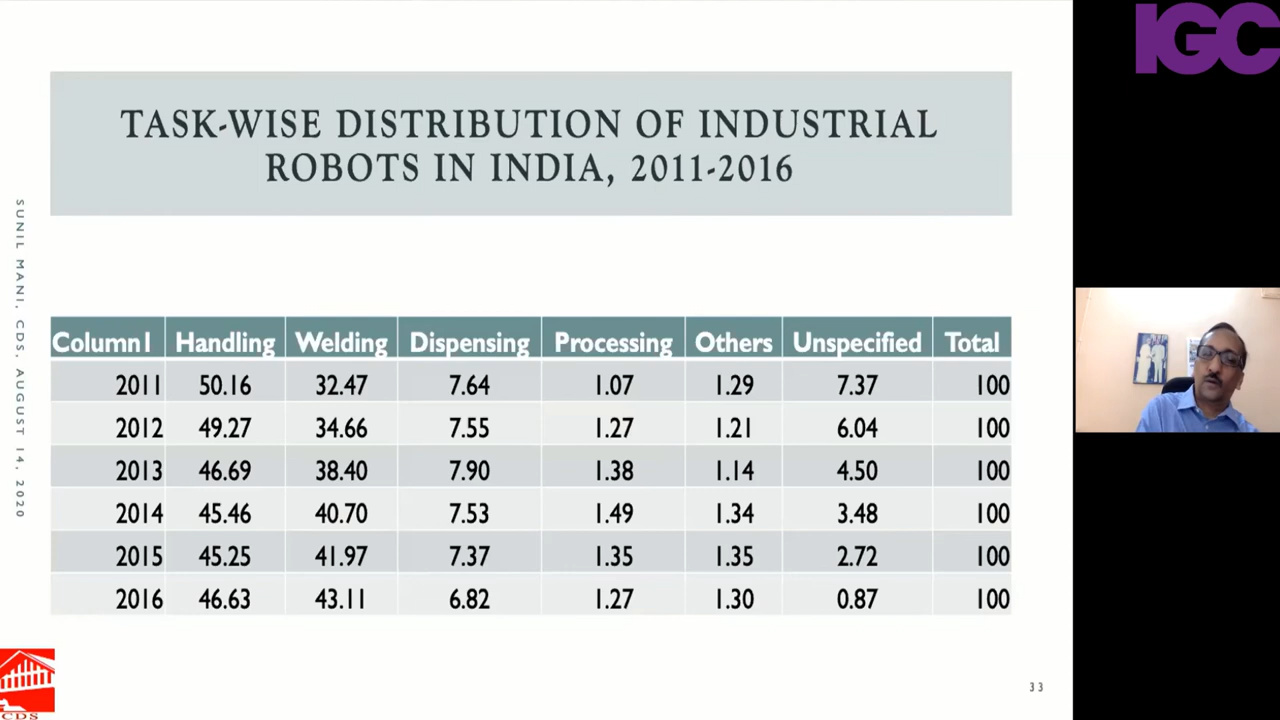 IGC
TASK-WISE DISTRIBUTION OF INDUSTRIAL
ROBOTS IN INDIA, 2011-2016
SUNIL MANI, CDS, AUGUST 14, 2020
Column1 Handling Welding Dispensing Processing Others Unspecified Total
2011 50.16 32.47 7.64 1.07 1.29 7.37 100
2012 49.27 34.66 7.55 1.27 1.21 6.04 100
2013 46.69 38.40 7.90 1.38 1.14 4.50 100
2014 45.46 40.70 7.53 1.49 1.34 3.48 100
2015 45.25 41.97 7.37 1.35 1.35 2.72 100
2016 46.63 43.11 6.82 1.27 1.30 0.87 100
CDS
33